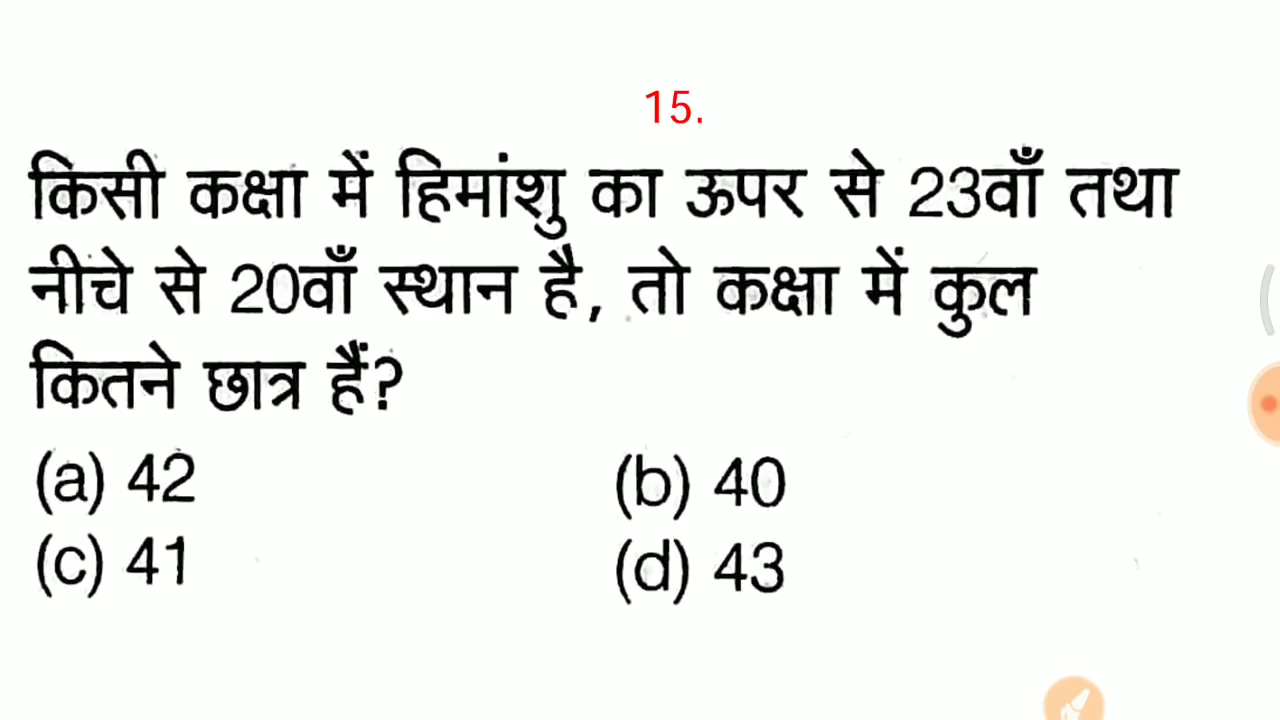 15.
किसी कक्षा में हिमांशु का ऊपर से 23वाँ तथा
नीचे से 20वाँ स्थान है, तो कक्षा में कुल
कितने छात्र हैं?
(a) 42 (b) 40
(c) 41 (d) 43